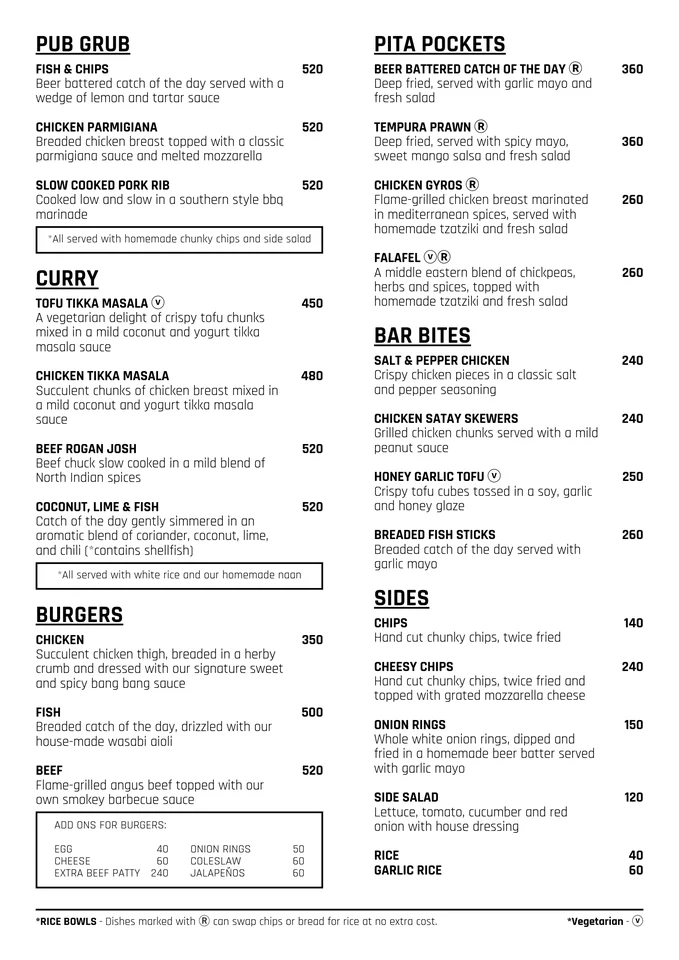 PUB GRUB
FISH & CHIPS 520
Beer battered catch of the day served with a
wedge of lemon and tartar sauce
CHICKEN PARMIGIANA 520
Breaded chicken breast topped with a classic
parmigiana sauce and melted mozzarella
SLOW COOKED PORK RIB 520
Cooked low and slow in a southern style bbq
marinade
*All served with homemade chunky chips and side salad
CURRY
TOFU TIKKA MASALA Ⓥ 450
A vegetarian delight of crispy tofu chunks
mixed in a mild coconut and yogurt tikka
masala sauce
CHICKEN TIKKA MASALA 480
Succulent chunks of chicken breast mixed in
a mild coconut and yogurt tikka masala
sauce
BEEF ROGAN JOSH 520
Beef chuck slow cooked in a mild blend of
North Indian spices
COCONUT, LIME & FISH 520
Catch of the day gently simmered in an
aromatic blend of coriander, coconut, lime,
and chili (*contains shellfish)
*All served with white rice and our homemade naan
BURGERS
CHICKEN 350
Succulent chicken thigh, breaded in a herby
crumb and dressed with our signature sweet
and spicy bang bang sauce
FISH 500
Breaded catch of the day, drizzled with our
house-made wasabi aioli
BEEF 520
Flame-grilled angus beef topped with our
own smokey barbecue sauce
ADD ONS FOR BURGERS:
EGG 40 ONION RINGS 50
CHEESE 60 COLESLAW 60
EXTRA BEEF PATTY 240 JALAPEÑOS 60
PITA POCKETS
BEER BATTERED CATCH OF THE DAY Ⓡ 360
Deep fried, served with garlic mayo and
fresh salad
TEMPURA PRAWN Ⓡ
Deep fried, served with spicy mayo, 360
sweet mango salsa and fresh salad
CHICKEN GYROS Ⓡ
Flame-grilled chicken breast marinated 260
in mediterranean spices, served with
homemade tzatziki and fresh salad
FALAFEL ⓋⓇ
A middle eastern blend of chickpeas, 260
herbs and spices, topped with
homemade tzatziki and fresh salad
BAR BITES
SALT & PEPPER CHICKEN 240
Crispy chicken pieces in a classic salt
and pepper seasoning
CHICKEN SATAY SKEWERS 240
Grilled chicken chunks served with a mild
peanut sauce
HONEY GARLIC TOFU Ⓥ 250
Crispy tofu cubes tossed in a soy, garlic
and honey glaze
BREADED FISH STICKS 260
Breaded catch of the day served with
garlic mayo
SIDES
CHIPS 140
Hand cut chunky chips, twice fried
CHEESY CHIPS 240
Hand cut chunky chips, twice fried and
topped with grated mozzarella cheese
ONION RINGS 150
Whole white onion rings, dipped and
fried in a homemade beer batter served
with garlic mayo
SIDE SALAD 120
Lettuce, tomato, cucumber and red
onion with house dressing
RICE 40
GARLIC RICE 60
*RICE BOWLS - Dishes marked with Ⓡ can swap chips or bread for rice at no extra cost. *Vegetarian - Ⓥ